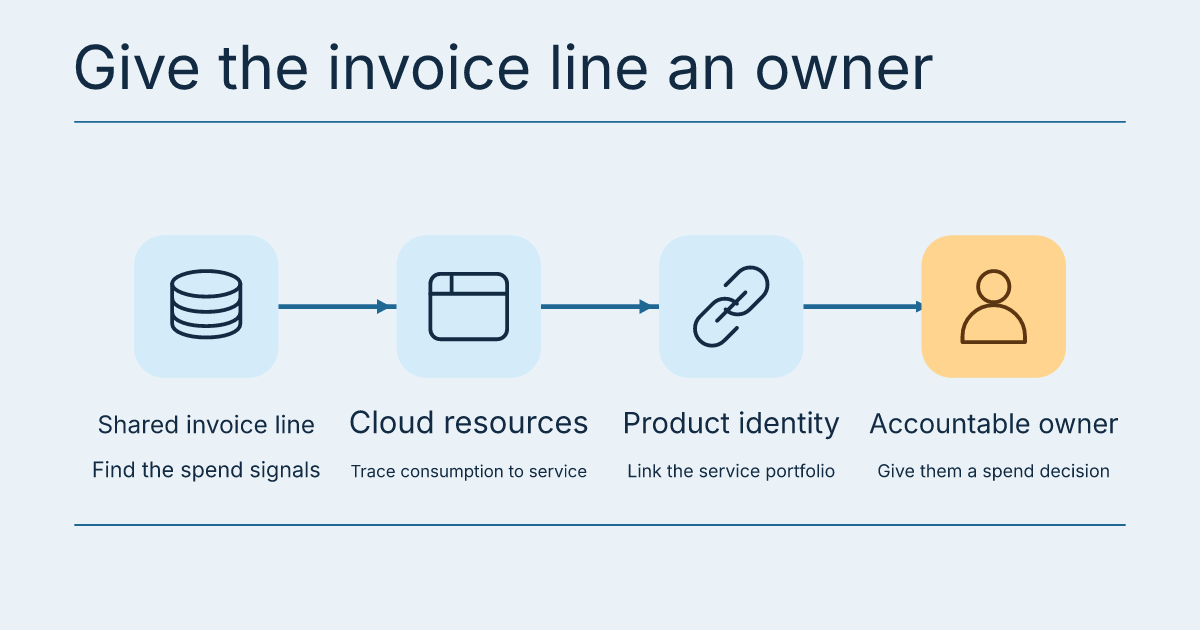 Give the invoice line an owner
Shared invoice line
Cloud resources
Product identity
Accountable owner
Find the spend signals
Trace consumption to service
Link the service portfolio
Give them a spend decision